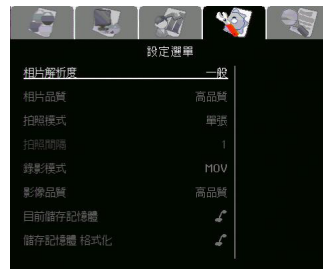 設定選單
相片解析度 一般
相片品質 高品質
拍照模式 單張
拍照間隔 1
錄影模式 MOV
影像品質 高品質
目前儲存記憶體
儲存記憶體 格式化